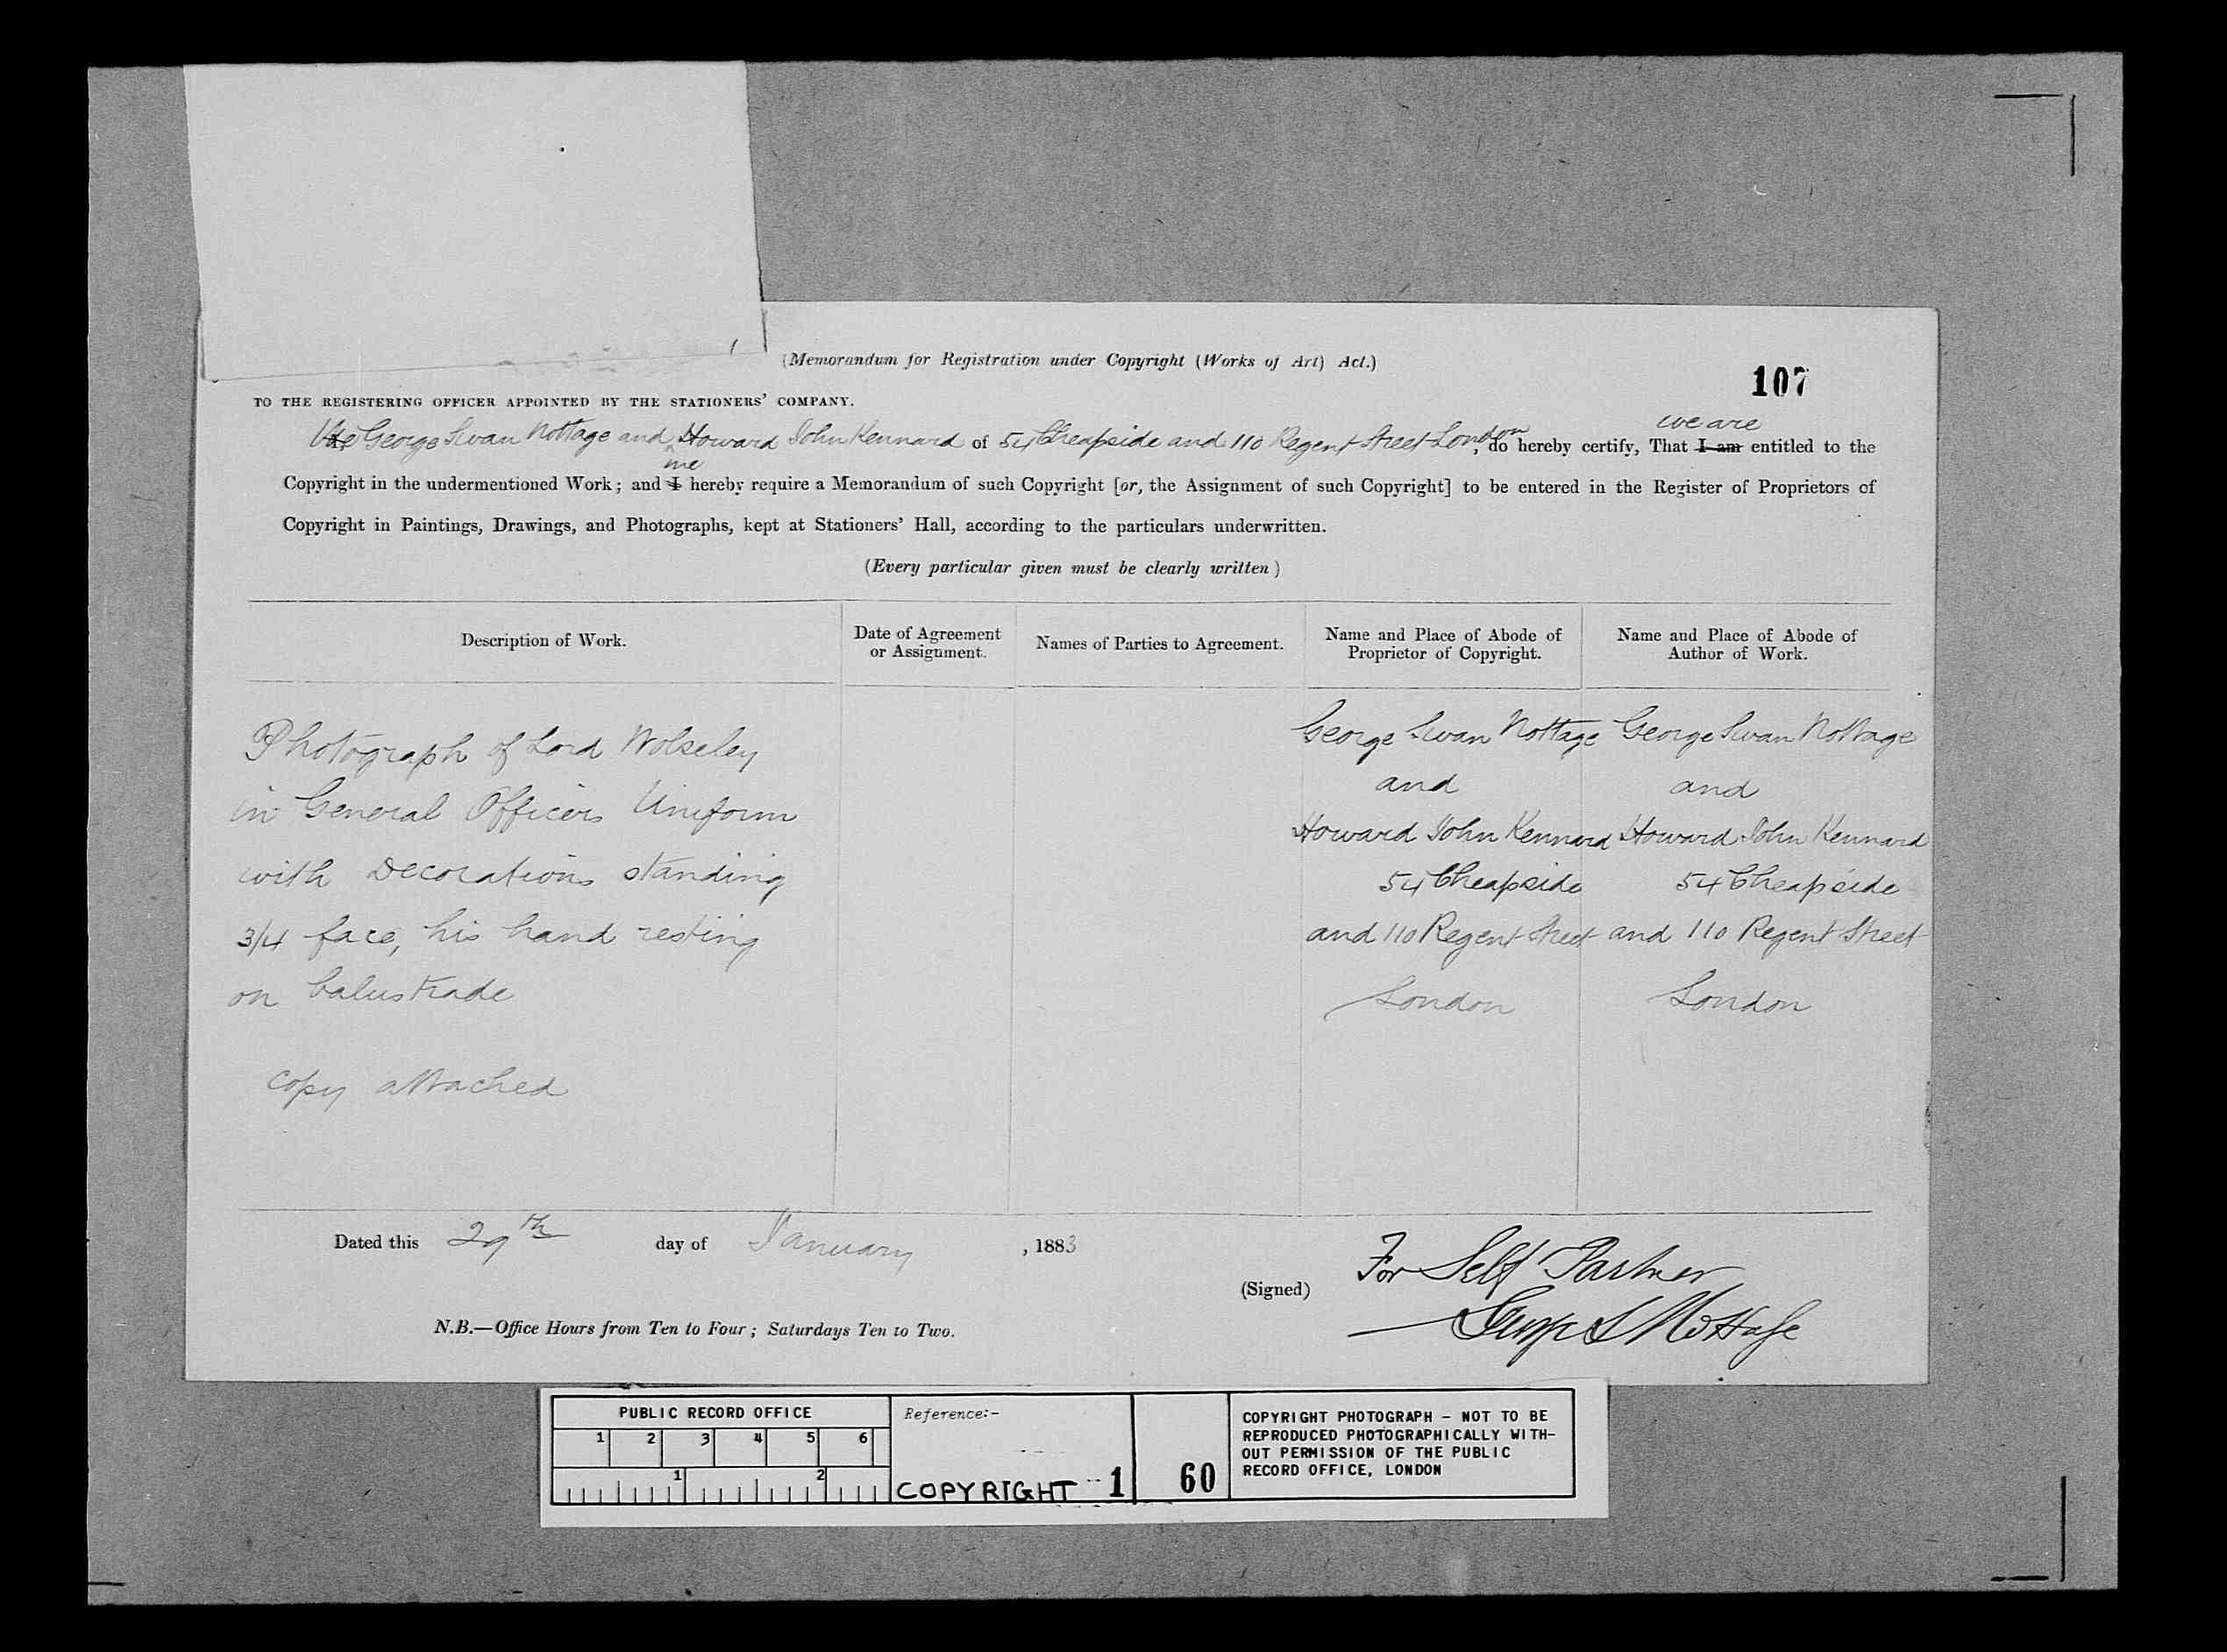 (Memorandum for Registration under Copyright (Works of Art) Act.)
107
TO THE REGISTERING OFFICER APPOINTED BY THE STATIONERS' COMPANY.
we are
We George Swan Nottage and Howard John Kennard of 54 Cheapside and 110 Regent Street London, do hereby certify, That I am entitled to the
me
Copyright in the undermentioned Work; and I hereby require a Memorandum of such Copyright [or, the Assignment of such Copyright] to be entered in the Register of Proprietors of
Copyright in Paintings, Drawings, and Photographs, kept at Stationers' Hall, according to the particulars underwritten.
(Every particular given must be clearly written)
Description of Work.
Date of Agreement
or Assignment.
Names of Parties to Agreement.
Name and Place of Abode of
Proprietor of Copyright.
Name and Place of Abode of
Author of Work.
Photograph of Lord Wolseley
in General Officers Uniform
with Decorations standing
3/4 face, his hand resting
on balustrade
Copy attached
George Swan Nottage
and
Howard John Kennard
54 Cheapside
and 110 Regent Street
London
George Swan Nottage
and
Howard John Kennard
54 Cheapside
and 110 Regent Street
London
Dated this 29th day of January, 1883
(Signed)
For Self Partner
George S Nottage
N.B.—Office Hours from Ten to Four; Saturdays Ten to Two.
PUBLIC RECORD OFFICE
1 2 3 4 5 6
1 2
Reference:-
COPYRIGHT 1
60
COPYRIGHT PHOTOGRAPH - NOT TO BE
REPRODUCED PHOTOGRAPHICALLY WITH-
OUT PERMISSION OF THE PUBLIC
RECORD OFFICE, LONDON